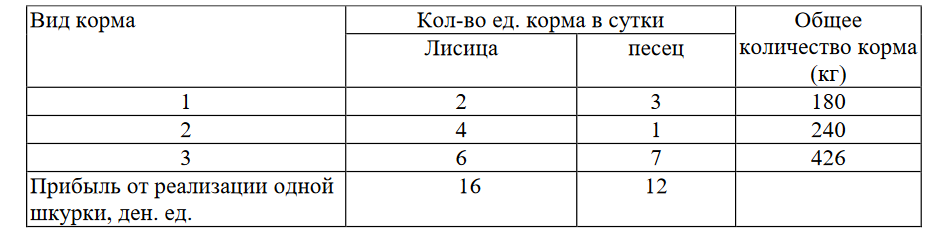 Вид корма Кол-во ед. корма в сутки Общее
Лисица песец количество корма
(кг)
1 2 3 180
2 4 1 240
3 6 7 426
Прибыль от реализации одной 16 12
шкурки, ден. ед.